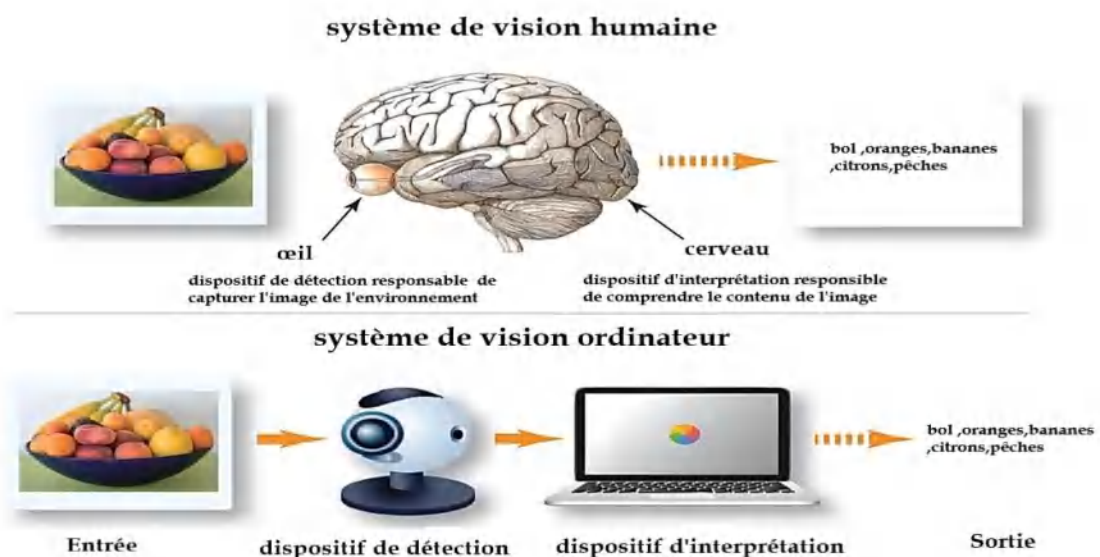 système de vision humaine
bol ,oranges,bananes
,citrons,pêches
œil
dispositif de détection responsable de
capturer l'image de l'environnement
cerveau
dispositif d'interprétation responsible
de comprendre le contenu de l'image
système de vision ordinateur
bol ,oranges,bananes
,citrons,pêches
Entrée
dispositif de détection
dispositif d'interprétation
Sortie